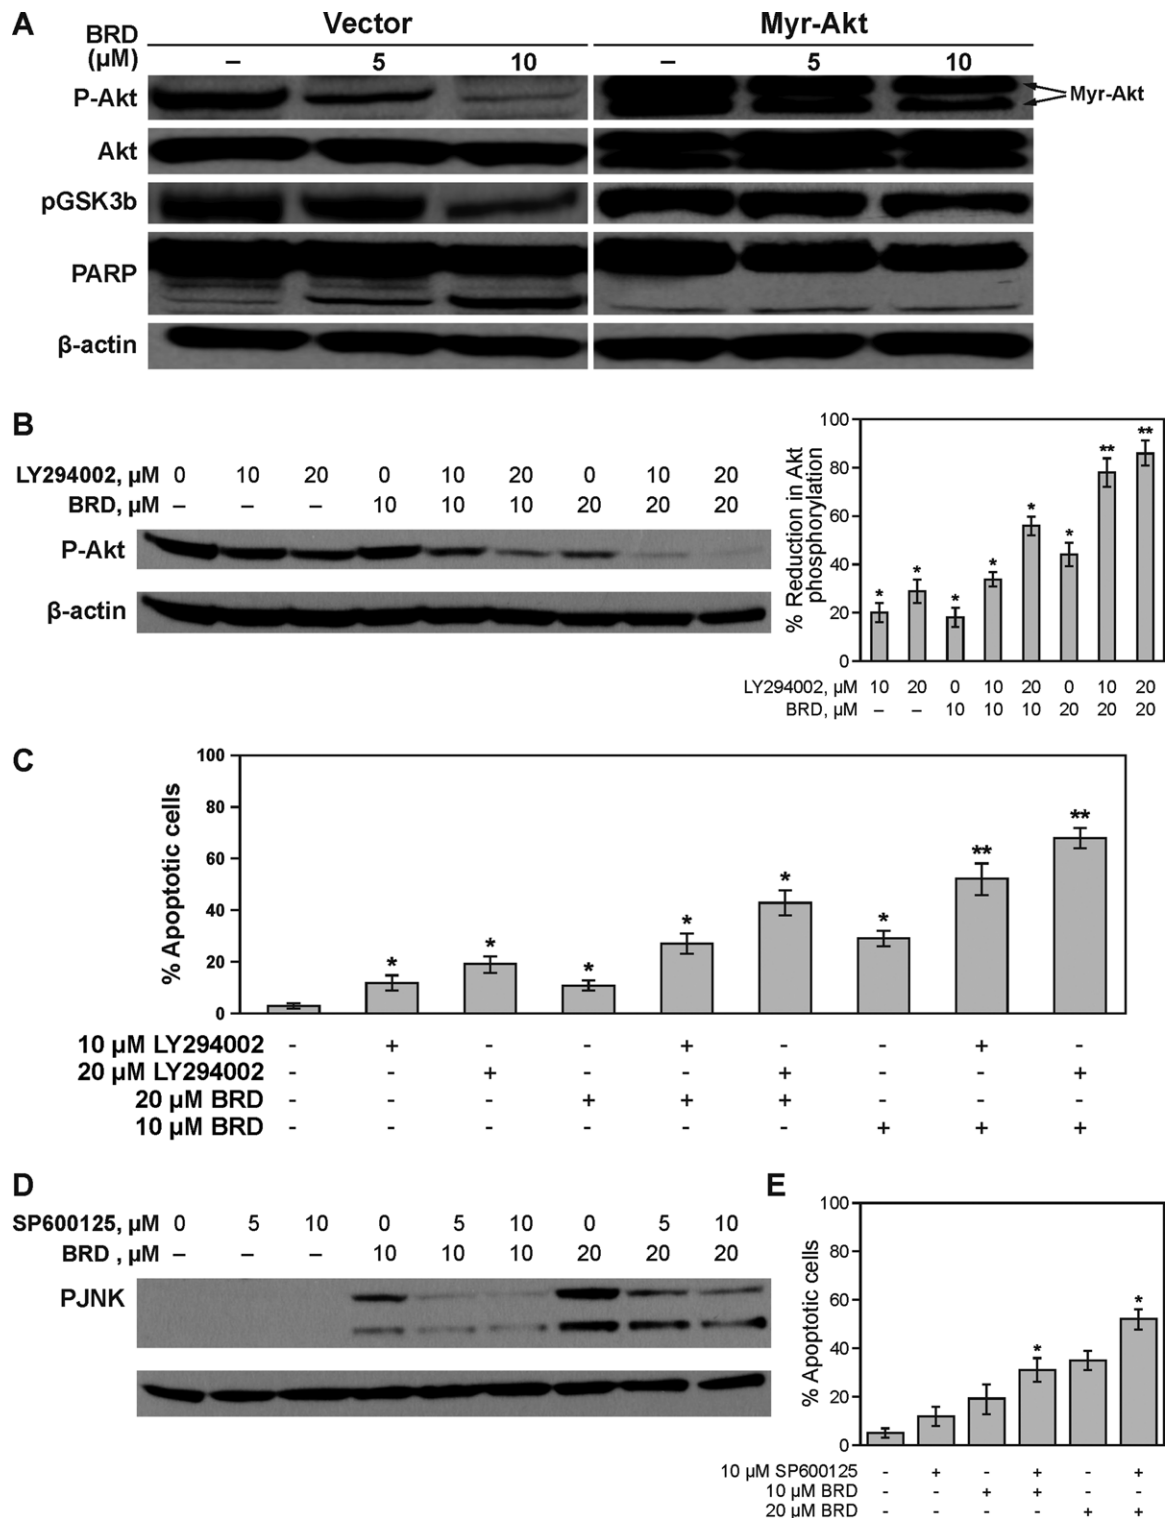 A
Vector
Myr-Akt
BRD
(µM)
– 5 10 – 5 10
P-Akt
Myr-Akt
Akt
pGSK3b
PARP
β-actin
B
LY294002, µM 0 10 20 0 10 20 0 10 20
BRD, µM – – – 10 10 10 20 20 20
P-Akt
β-actin
% Reduction in Akt
phosphorylation
100
80
60
40
20
0
* * * * * * ** **
LY294002, µM 10 20 0 10 20 0 10 20
BRD, µM – – 10 10 10 20 20 20
C
% Apoptotic cells
100
80
60
40
20
0
* * * * * * ** **
10 µM LY294002 - + - - + - - + -
20 µM LY294002 - - + - - + - - +
20 µM BRD - - - + + + - - -
10 µM BRD - - - - - - + + +
D
SP600125, µM 0 5 10 0 5 10 0 5 10
BRD , µM – – – 10 10 10 20 20 20
PJNK
E
% Apoptotic cells
100
80
60
40
20
0
* *
10 µM SP600125 - + - + - +
10 µM BRD - - + + - -
20 µM BRD - - - - + +